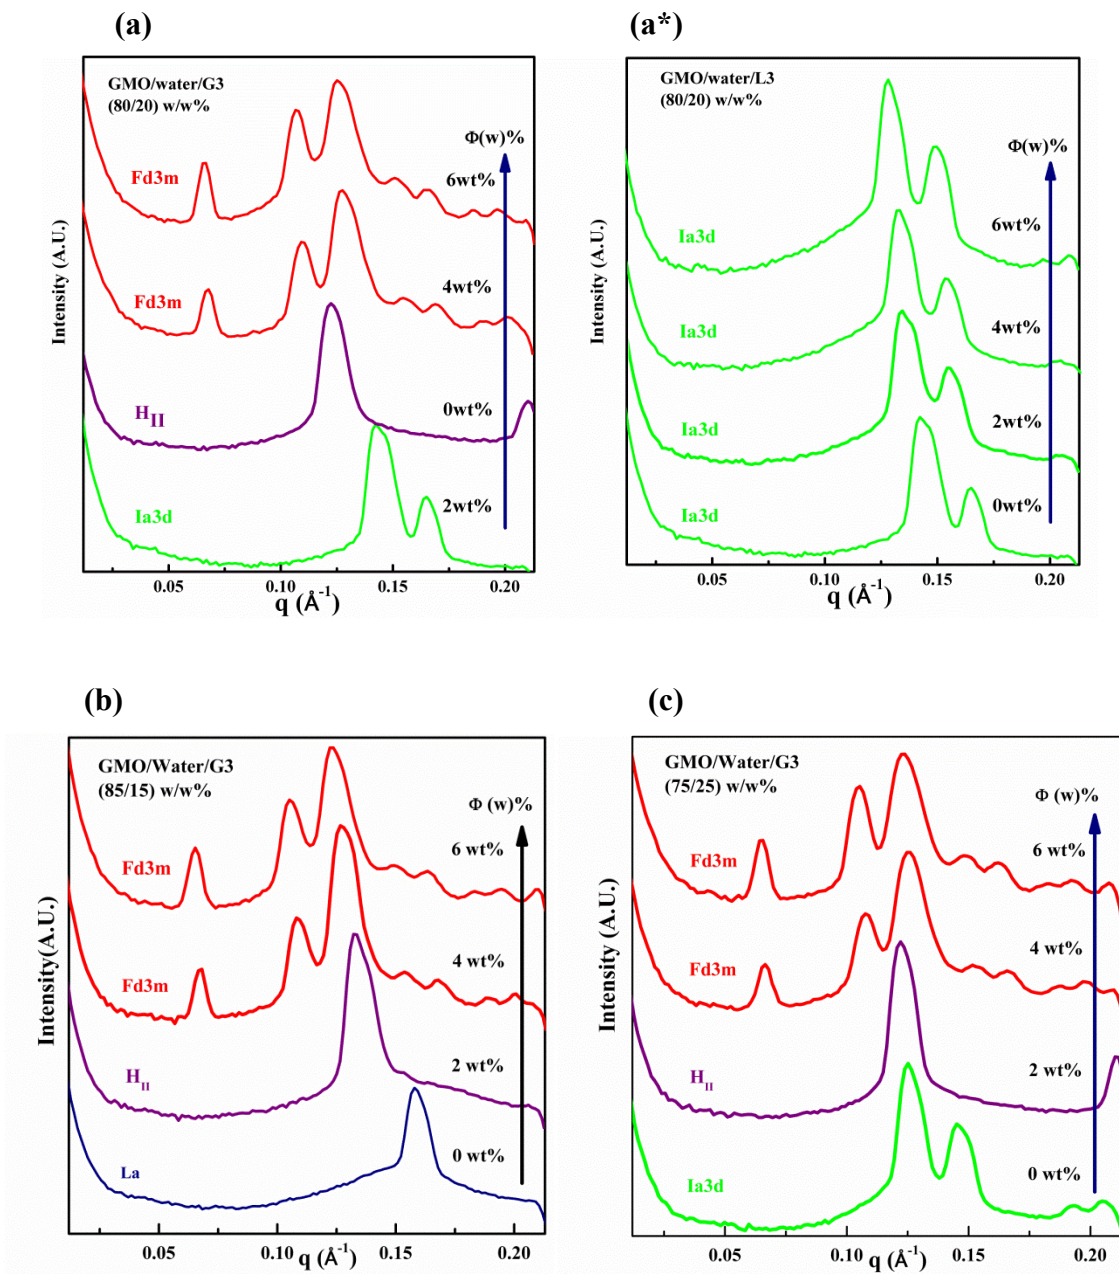 (a)
GMO/water/G3
(80/20) w/w%
Φ(w)%
Fd3m
6wt%
Fd3m
4wt%
HII
0wt%
Ia3d
2wt%
Intensity (A.U.)
0.05 0.10 0.15 0.20
q (Å-1)
(a*)
GMO/water/L3
(80/20) w/w%
Φ(w)%
Ia3d
6wt%
Ia3d
4wt%
Ia3d
2wt%
Ia3d
0wt%
Intensity (A.U.)
0.05 0.10 0.15 0.20
q (Å-1)
(b)
GMO/Water/G3
(85/15) w/w%
Φ (w)%
Fd3m
6 wt%
Fd3m
4 wt%
HII
2 wt%
La
0 wt%
Intensity(A.U.)
0.05 0.10 0.15 0.20
q (Å-1)
(c)
GMO/Water/G3
(75/25) w/w%
Φ (w)%
Fd3m
6 wt%
Fd3m
4 wt%
HII
2 wt%
Ia3d
0 wt%
Intensity (A.U.)
0.05 0.10 0.15 0.20
q (Å-1)